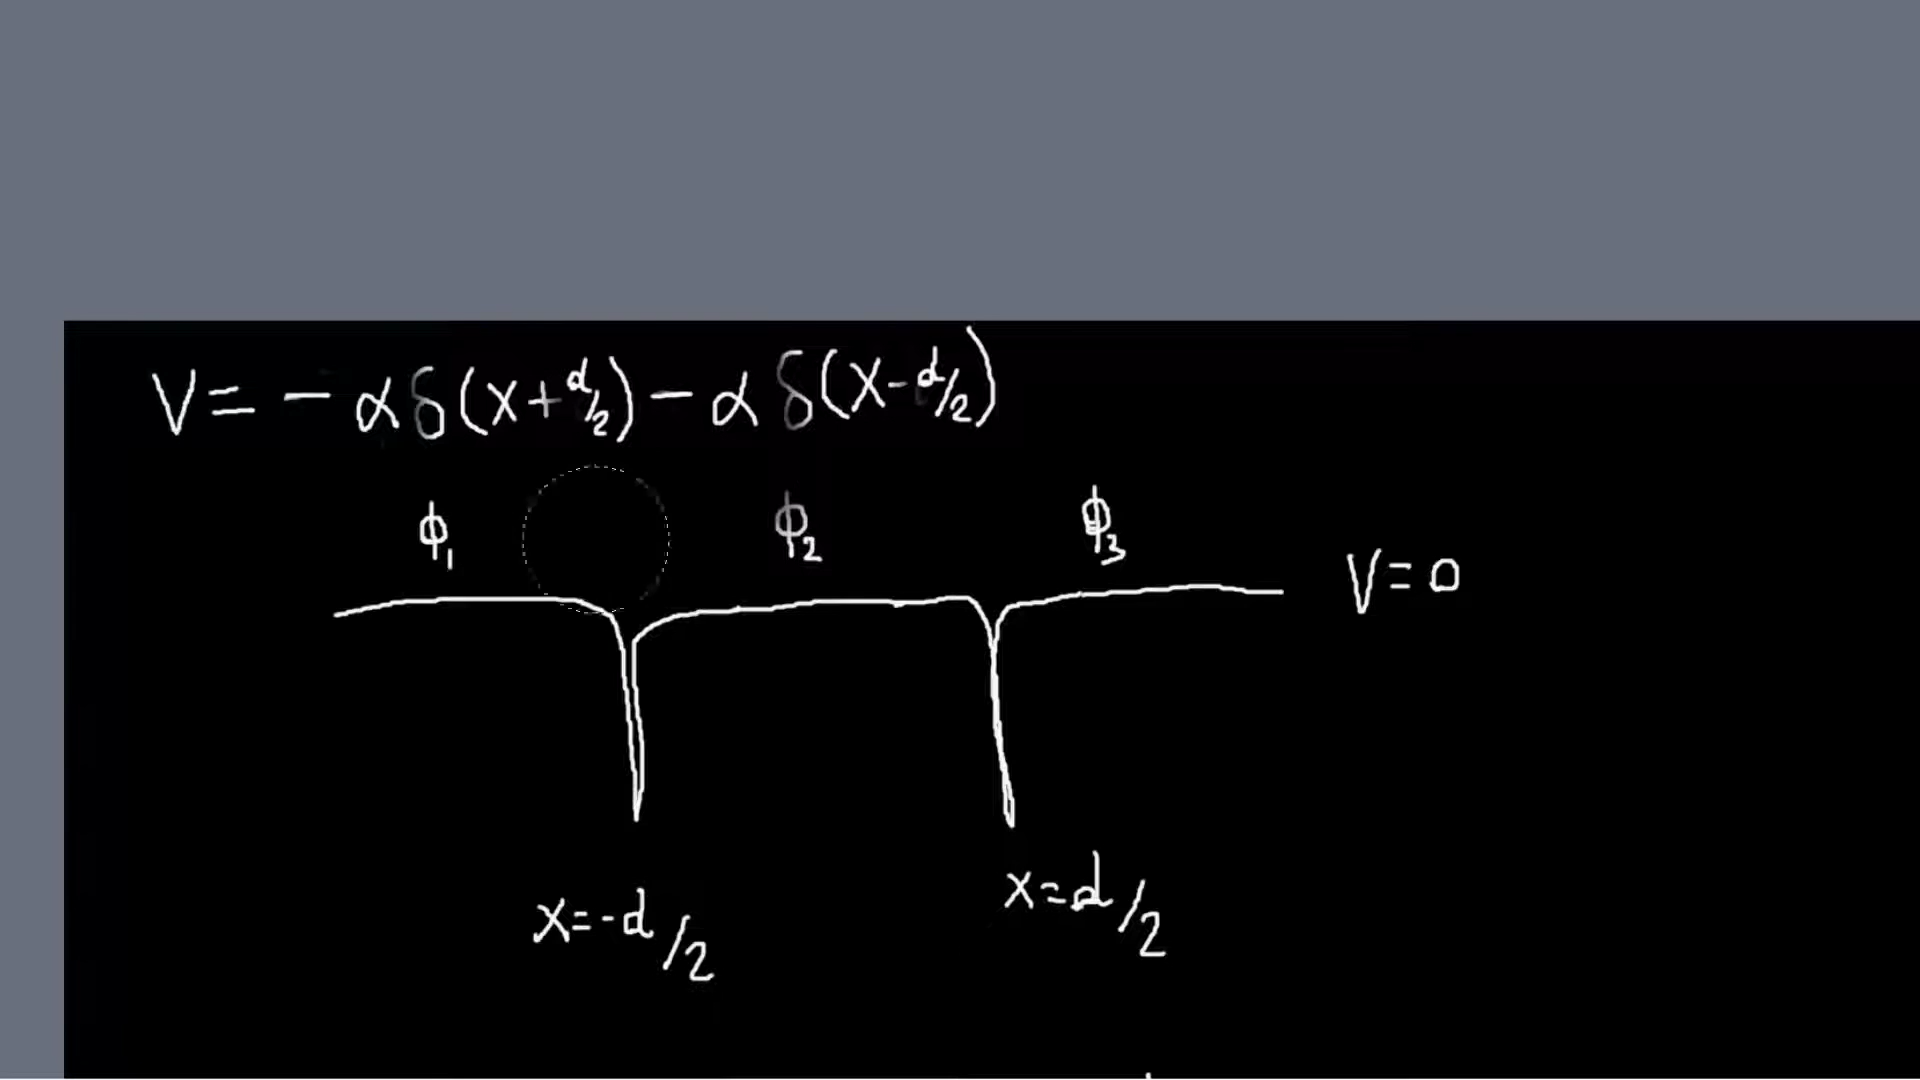 V = - α δ (x + d/2) - α δ (x - d/2)
ϕ₁ ϕ₂ ϕ₃
V = 0
x = -d/2 x = d/2